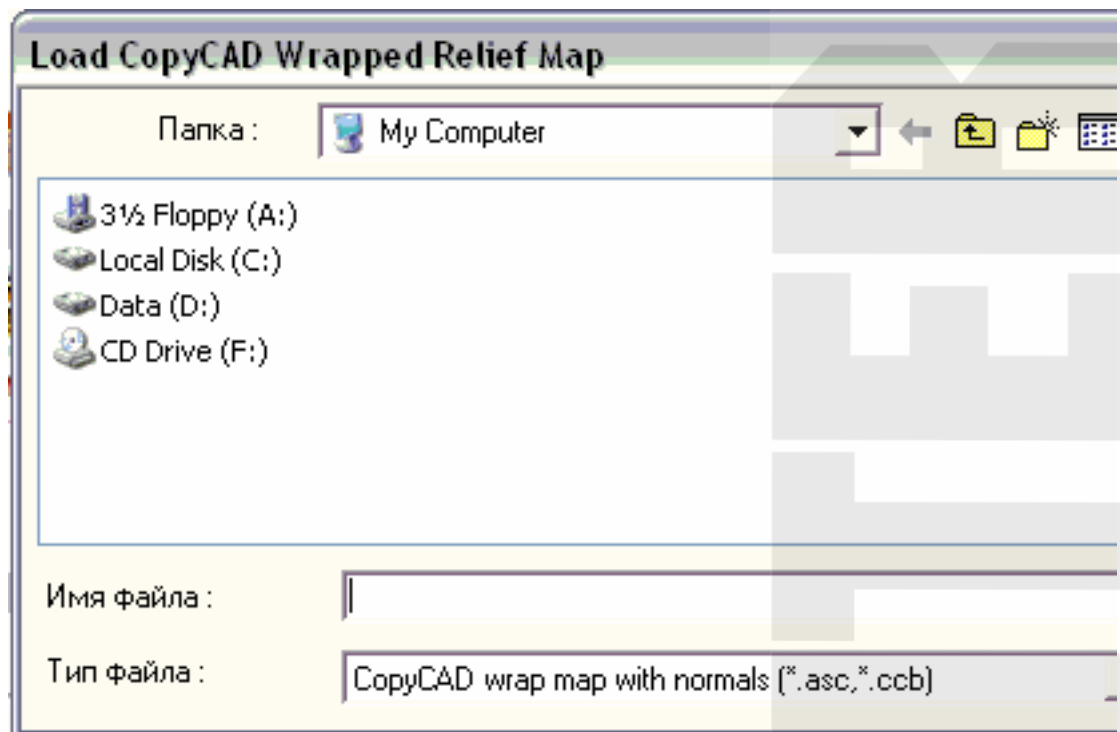 Load CopyCAD Wrapped Relief Map
Папка :
My Computer
3½ Floppy (A:)
Local Disk (C:)
Data (D:)
CD Drive (F:)
Имя файла :
Тип файла :
CopyCAD wrap map with normals (*.asc,*.ccb)